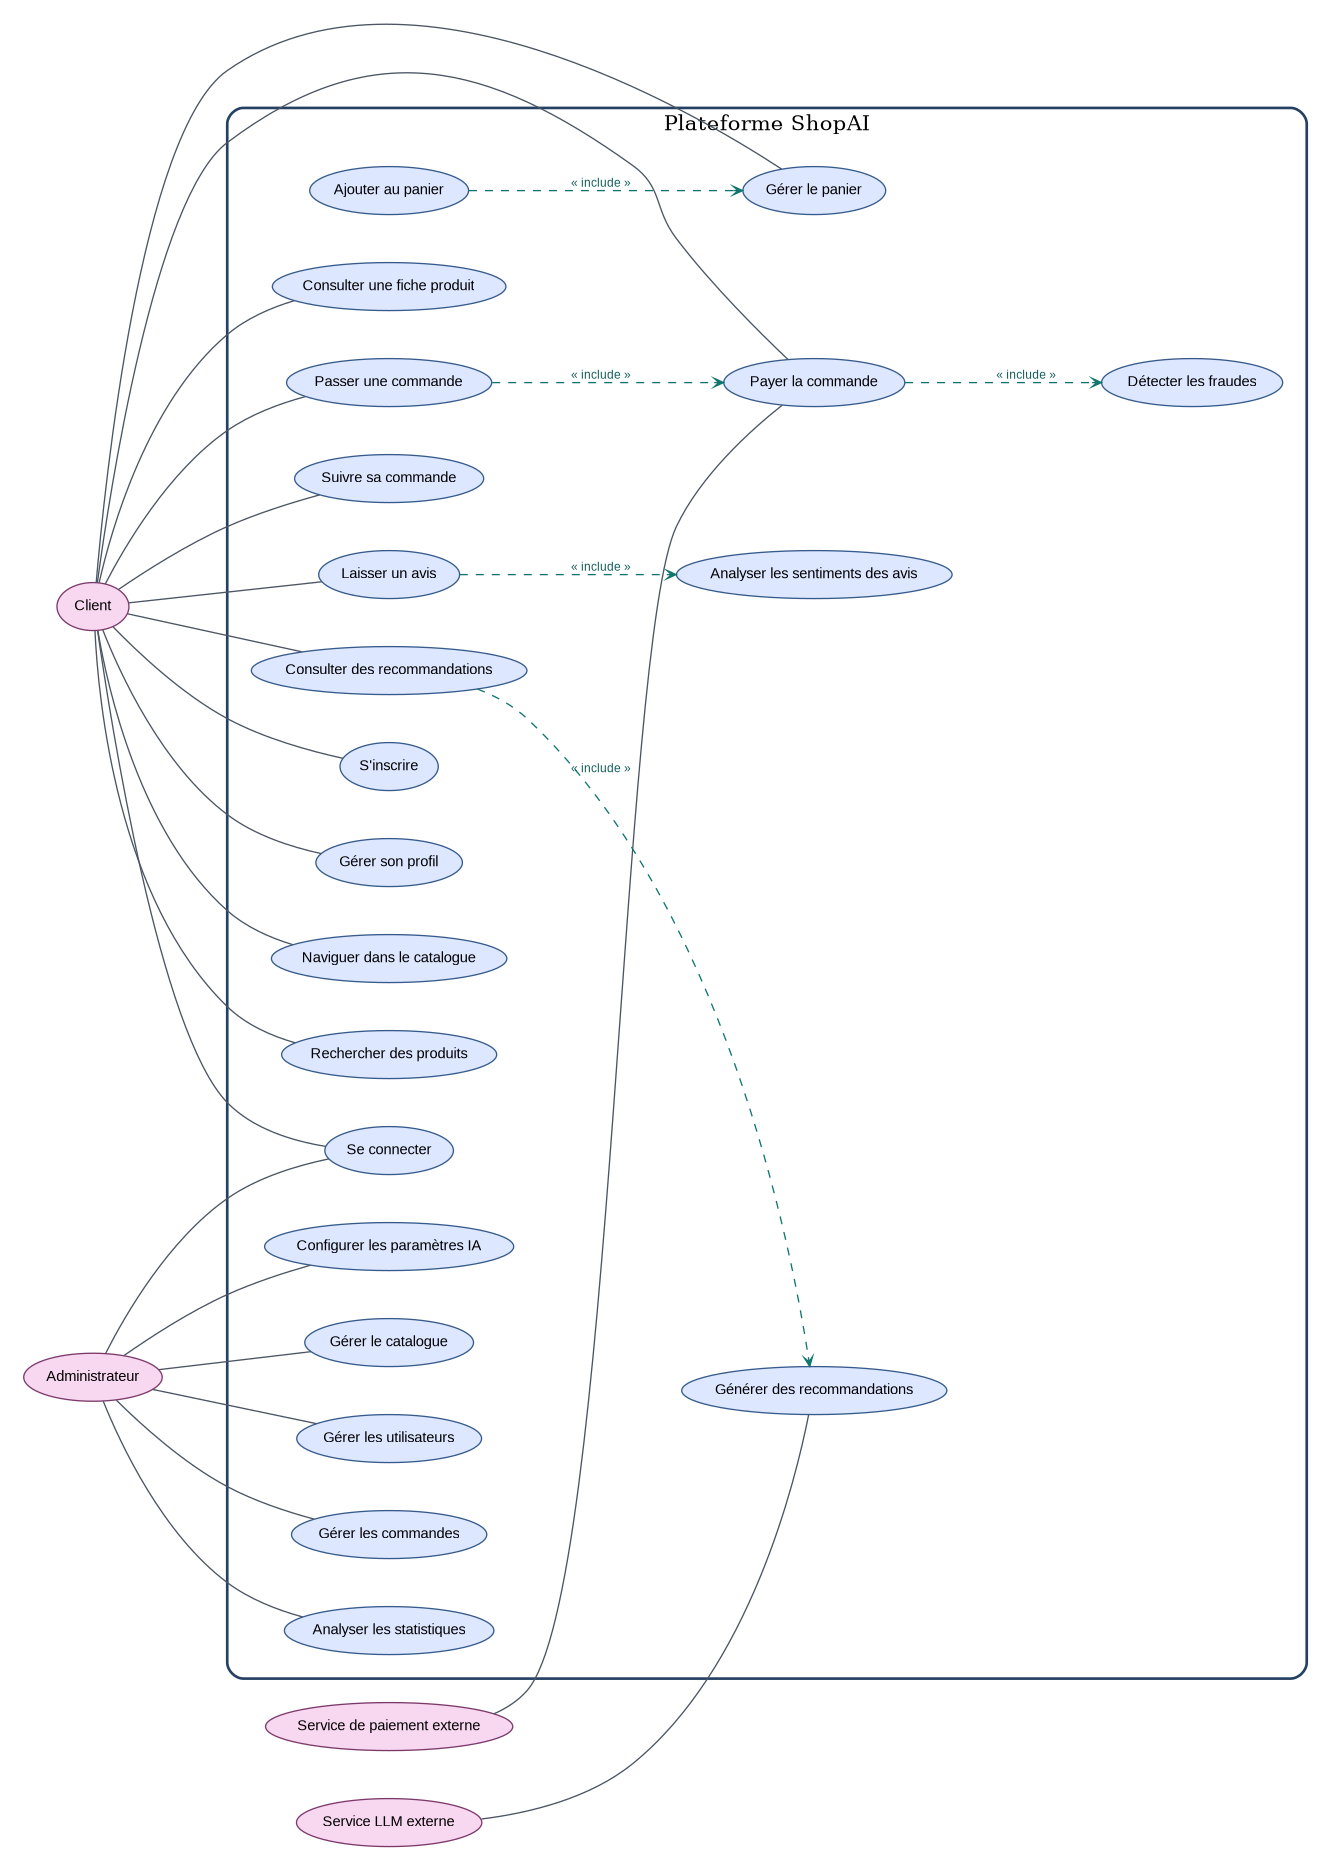 Plateforme ShopAI
Ajouter au panier
« include »
Gérer le panier
Consulter une fiche produit
Passer une commande
« include »
Payer la commande
« include »
Détecter les fraudes
Suivre sa commande
Laisser un avis
« include »
Analyser les sentiments des avis
Client
Consulter des recommandations
« include »
S'inscrire
Gérer son profil
Naviguer dans le catalogue
Rechercher des produits
Se connecter
Configurer les paramètres IA
Gérer le catalogue
Administrateur
Générer des recommandations
Gérer les utilisateurs
Gérer les commandes
Analyser les statistiques
Service de paiement externe
Service LLM externe